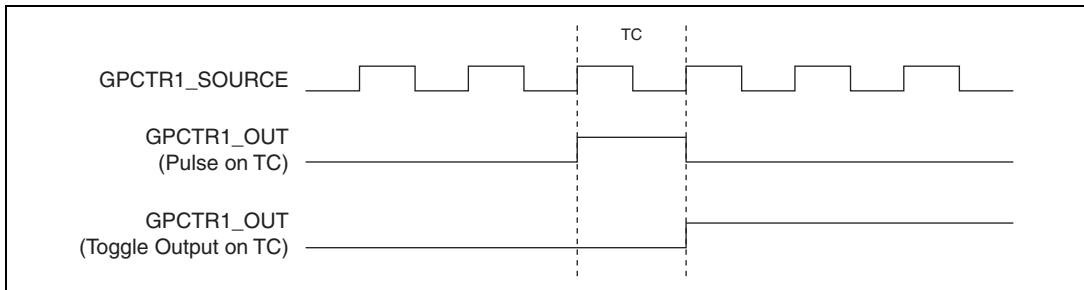 TC
GPCTR1_SOURCE
GPCTR1_OUT
(Pulse on TC)
GPCTR1_OUT
(Toggle Output on TC)